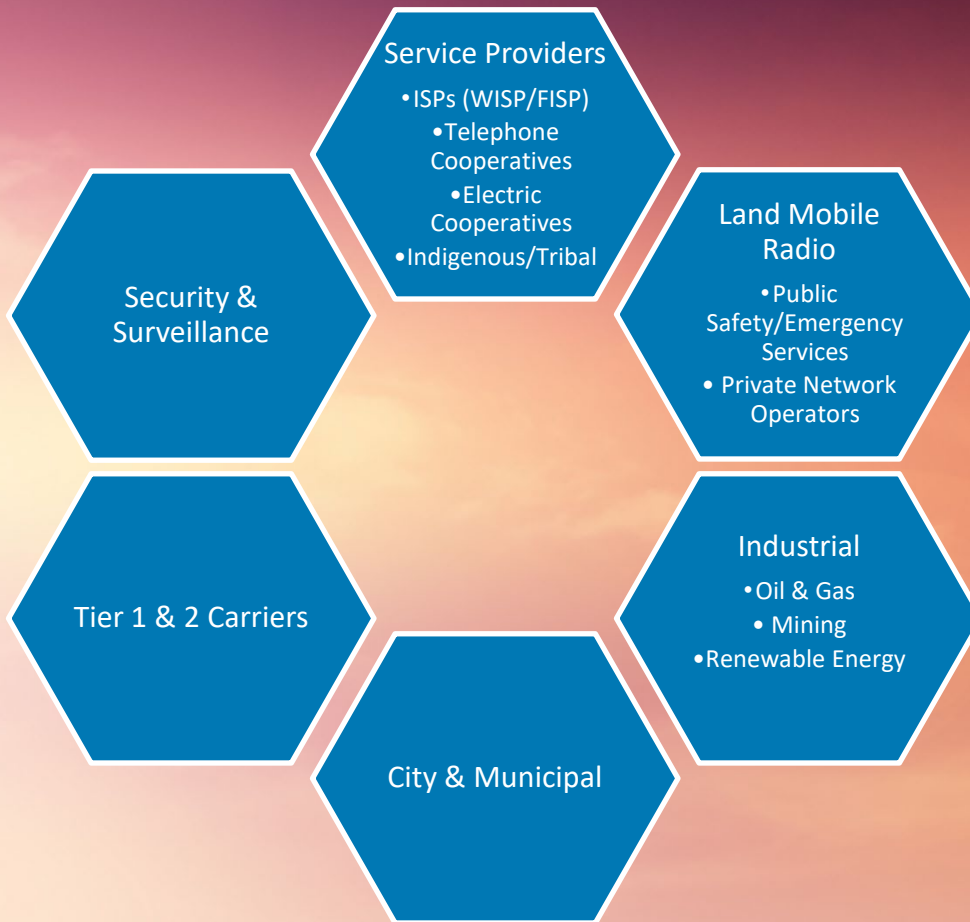 Service Providers
•ISPs (WISP/FISP)
•Telephone
Cooperatives
•Electric
Cooperatives
•Indigenous/Tribal
Land Mobile
Radio
•Public
Safety/Emergency
Services
• Private Network
Operators
Industrial
•Oil & Gas
• Mining
•Renewable Energy
City & Municipal
Tier 1 & 2 Carriers
Security &
Surveillance